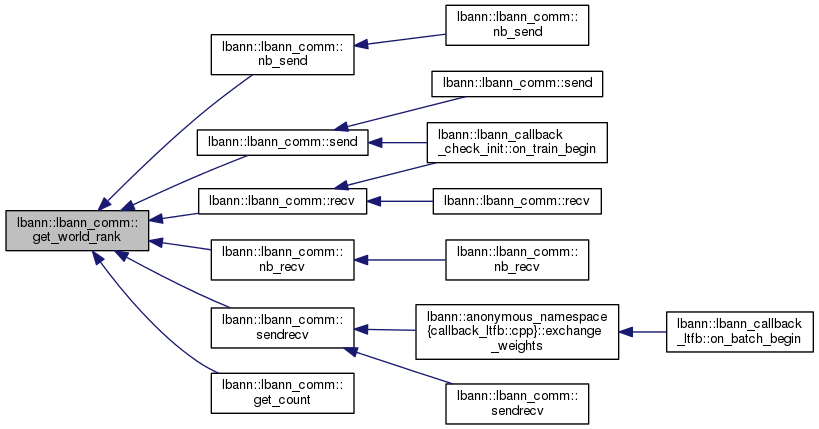 lbann::lbann_comm::
get_world_rank
lbann::lbann_comm::
nb_send
lbann::lbann_comm::
nb_send
lbann::lbann_comm::send
lbann::lbann_comm::send
lbann::lbann_callback
_check_init::on_train_begin
lbann::lbann_comm::recv
lbann::lbann_comm::recv
lbann::lbann_comm::
nb_recv
lbann::lbann_comm::
nb_recv
lbann::lbann_comm::
sendrecv
lbann::anonymous_namespace
{callback_ltfb::cpp}::exchange
_weights
lbann::lbann_callback
_ltfb::on_batch_begin
lbann::lbann_comm::
sendrecv
lbann::lbann_comm::
get_count